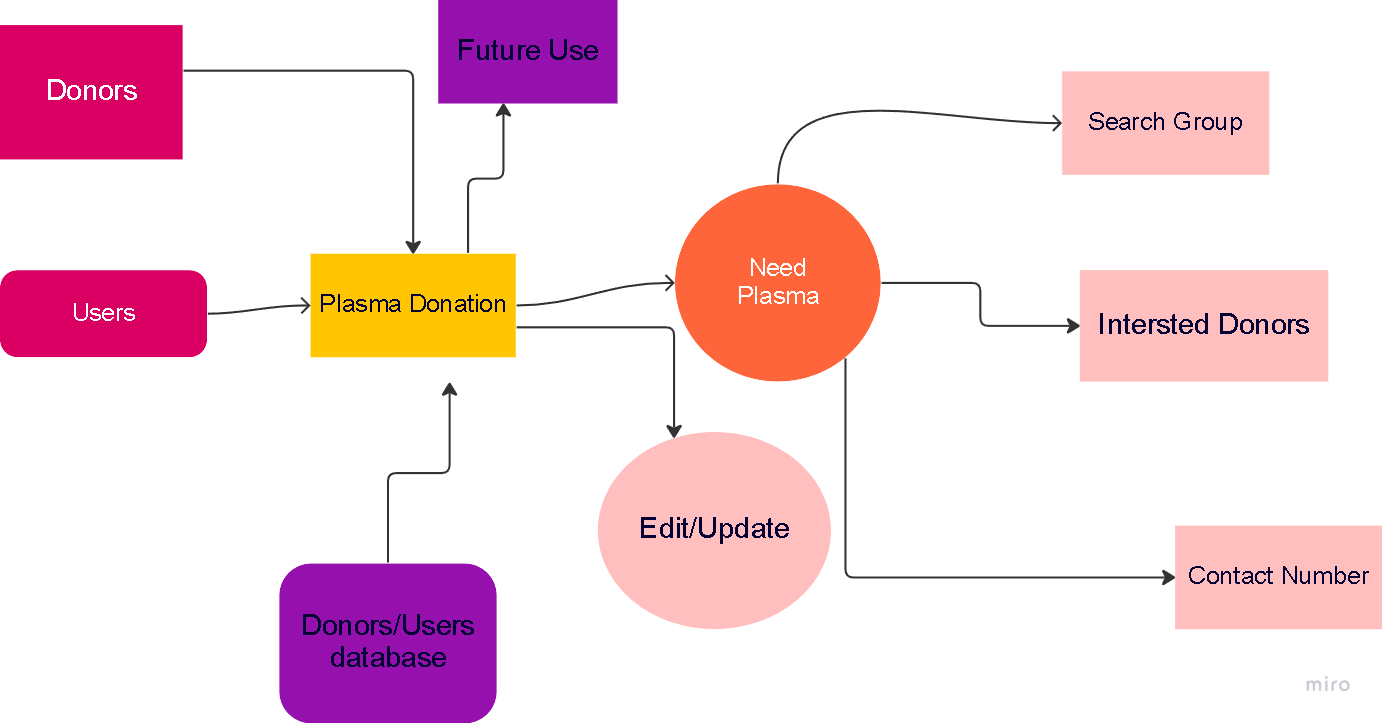 Future Use
Donors
Search Group
Need
Plasma
Users
Plasma Donation
Intersted Donors
Edit/Update
Contact Number
Donors/Users
database
miro